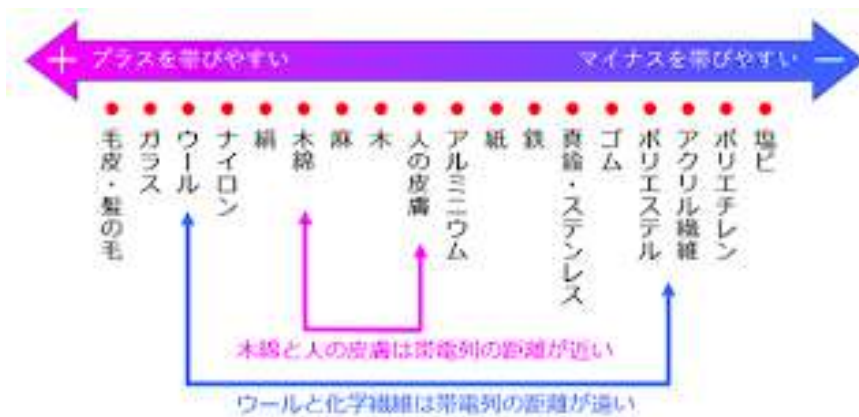 ＋ プラスを帯びやすい マイナスを帯びやすい －
毛皮・髪の毛
ガラス
ウール
ナイロン
絹
木綿
麻
木
人の皮膚
アルミニウム
紙
鉄
真鍮・ステンレス
ゴム
ポリエステル
アクリル繊維
ポリエチレン
塩ビ
木綿と人の皮膚は帯電列の距離が近い
ウールと化学繊維は帯電列の距離が遠い